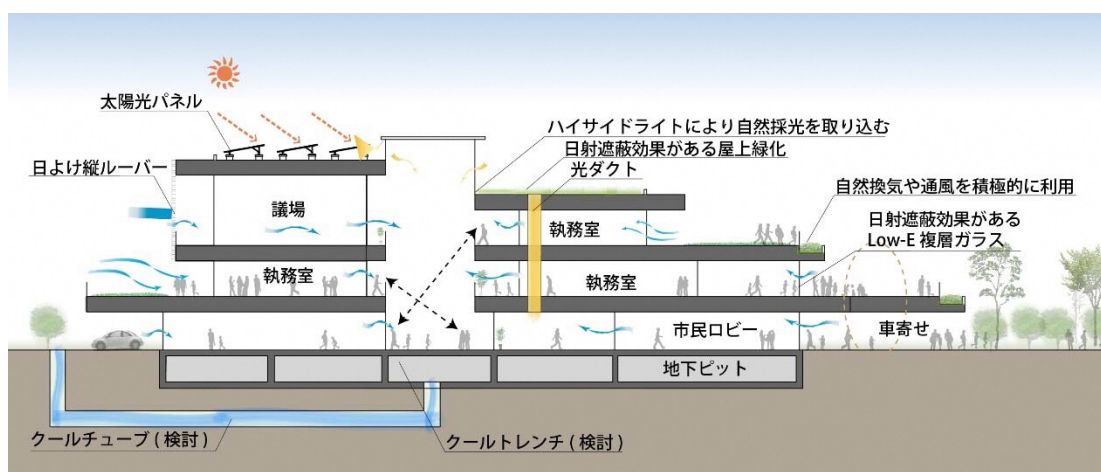 太陽光パネル
ハイサイドライトにより自然採光を取り込む
日射遮蔽効果がある屋上緑化
光ダクト
日よけ縦ルーバー
自然換気や通風を積極的に利用
議場
執務室
日射遮蔽効果がある
Low-E 複層ガラス
執務室
執務室
市民ロビー
車寄せ
地下ピット
クールチューブ ( 検討 )
クールトレンチ ( 検討 )